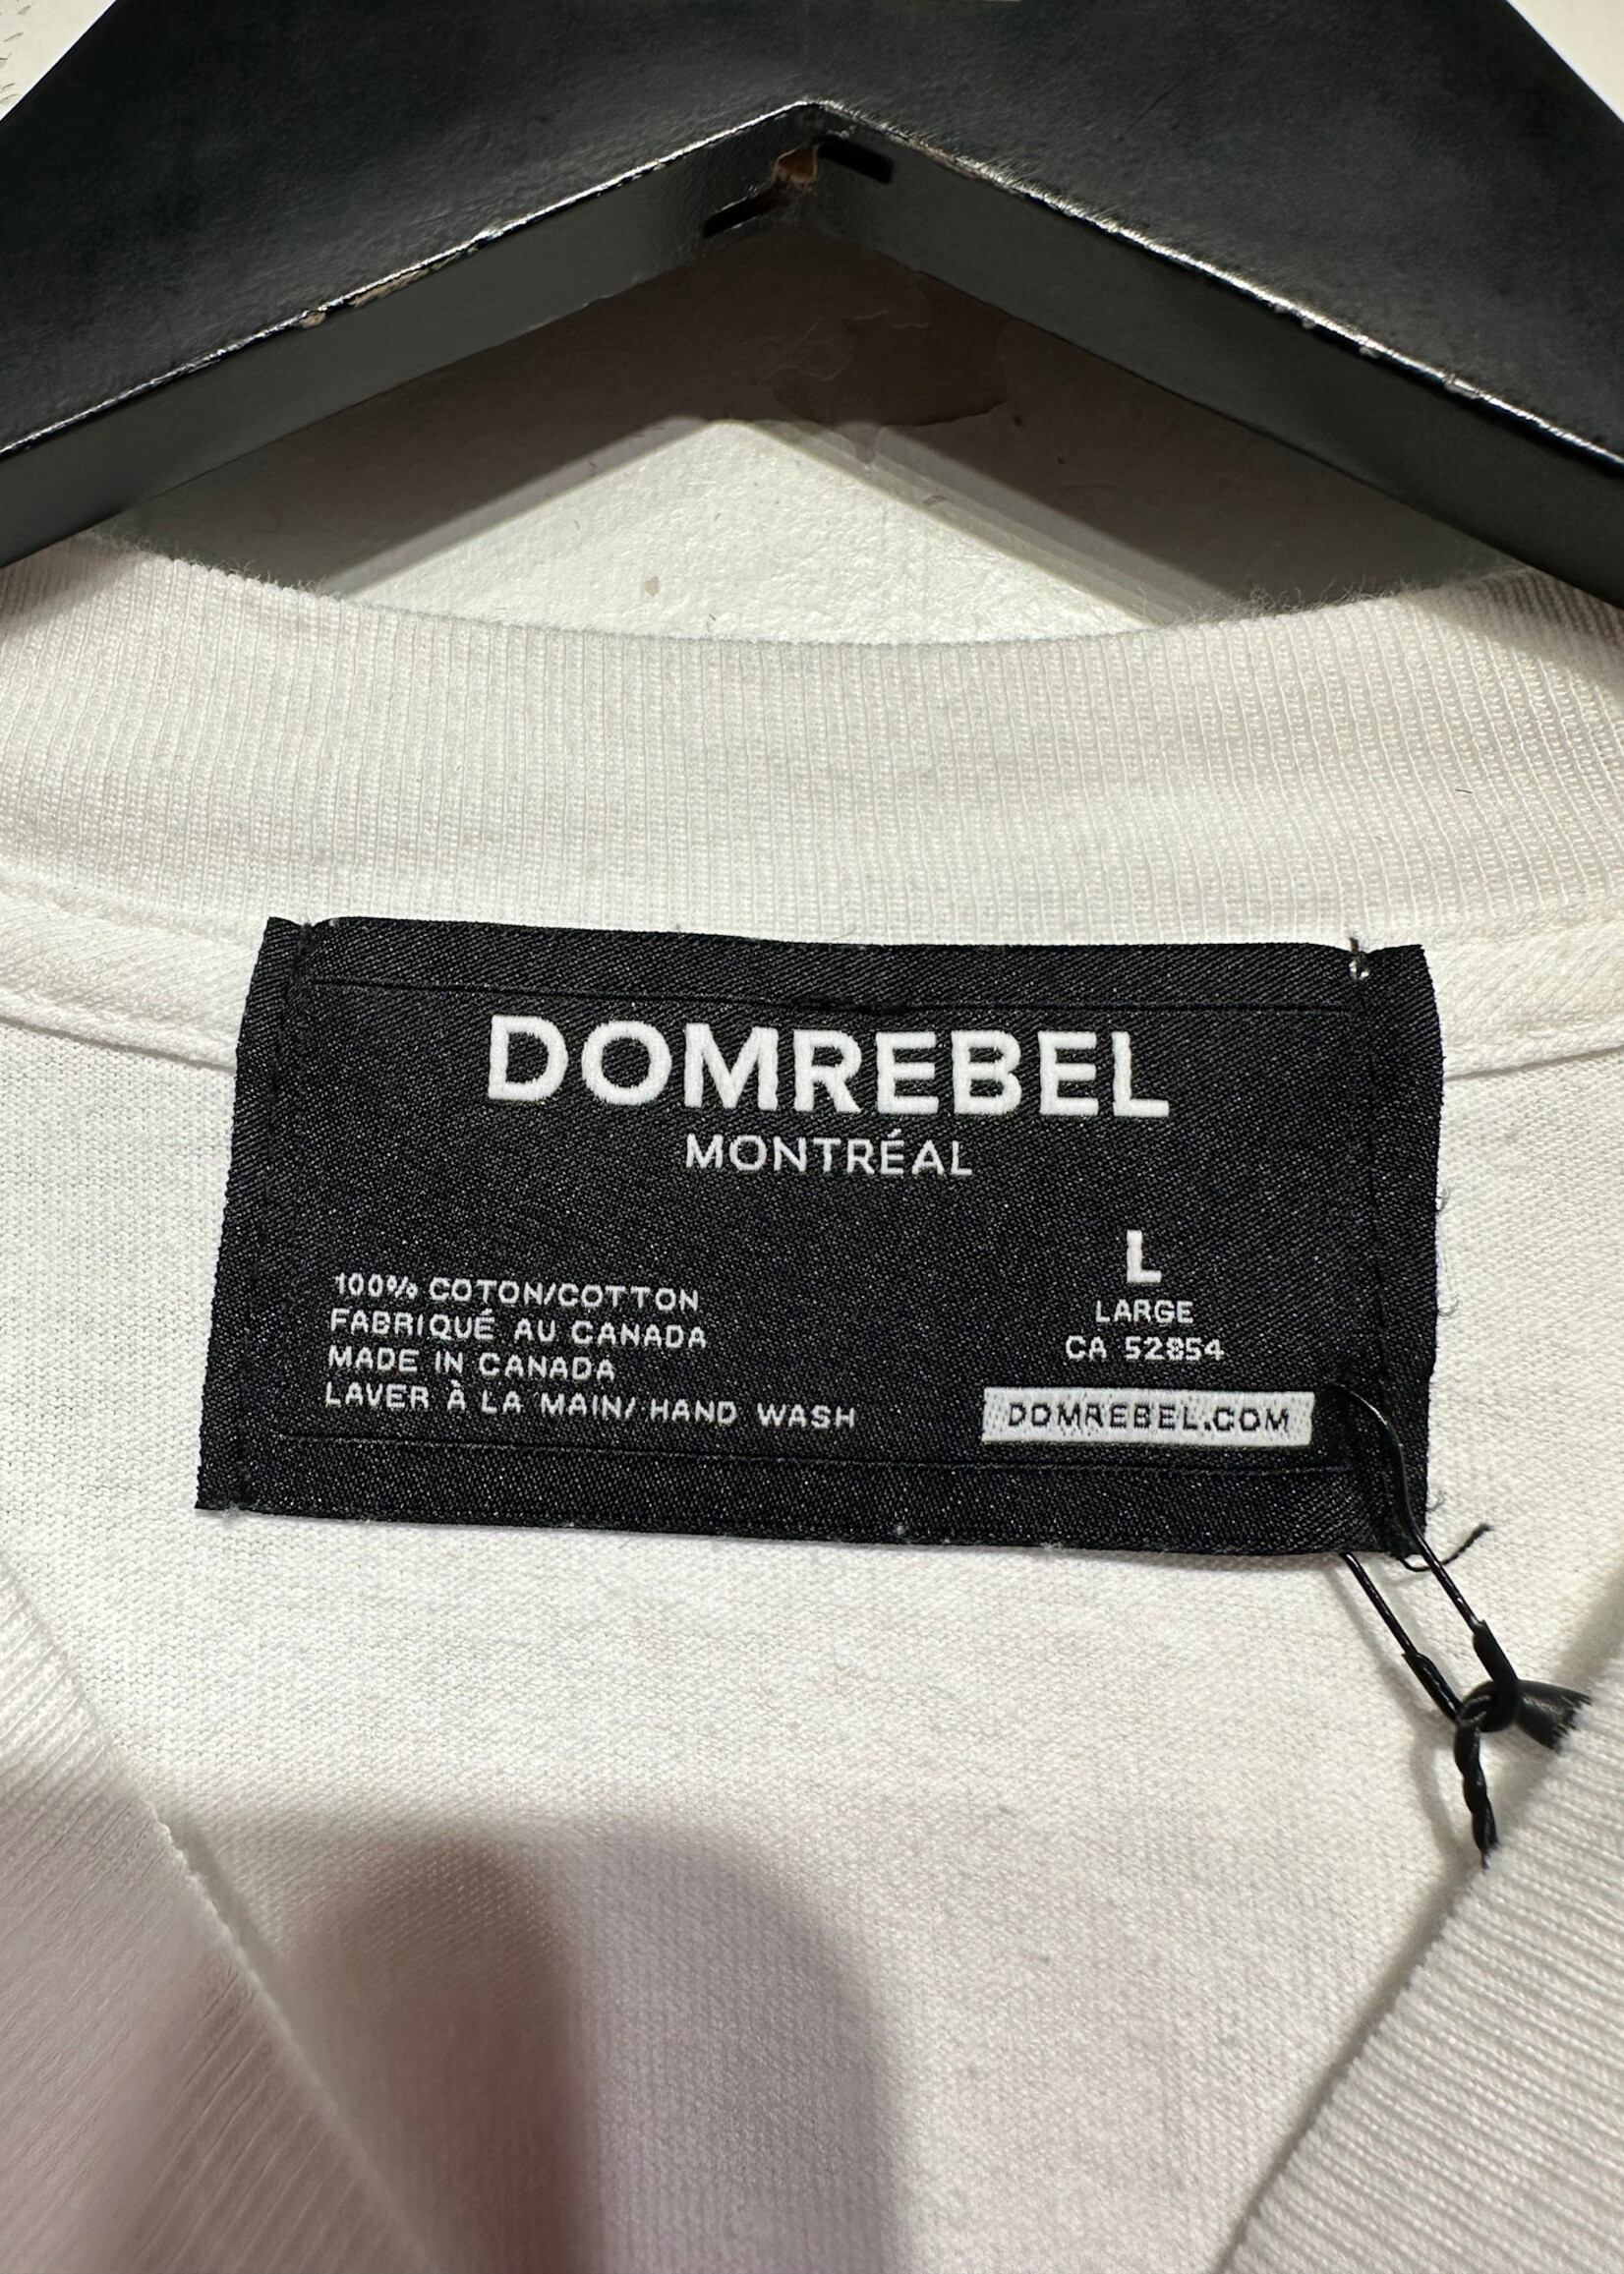 DOMREBEL
MONTRÉAL
L
LARGE
CA 52854
100% COTON/COTTON
FABRIQUÉ AU CANADA
MADE IN CANADA
LAVER À LA MAIN/ HAND WASH
DOMREBEL.COM